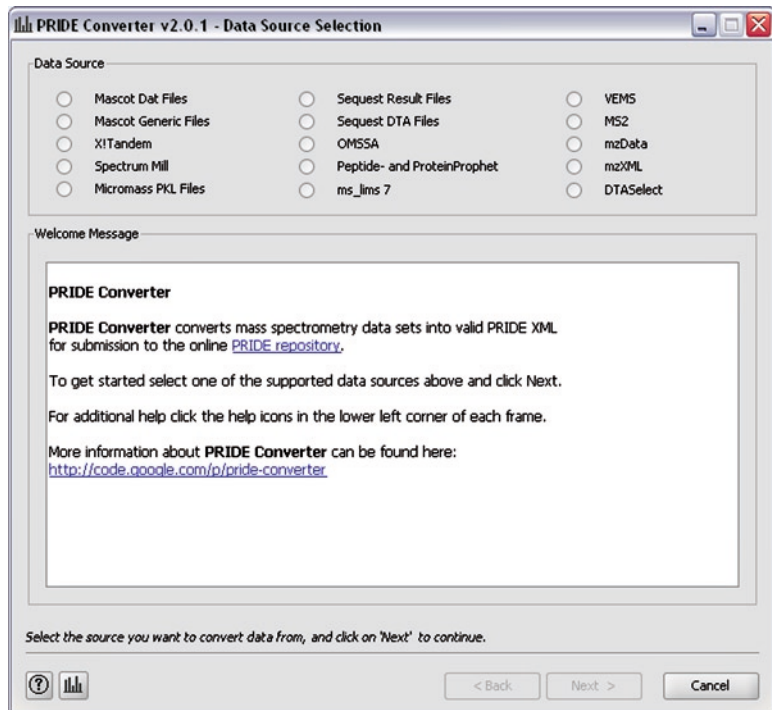 PRIDE Converter v2.0.1 - Data Source Selection
Data Source
Mascot Dat Files
Mascot Generic Files
X!Tandem
Spectrum Mill
Micromass PKL Files
Sequest Result Files
Sequest DTA Files
OMSSA
Peptide- and ProteinProphet
ms_lims 7
VEMS
MS2
mzData
mzXML
DTASelect
Welcome Message
PRIDE Converter
PRIDE Converter converts mass spectrometry data sets into valid PRIDE XML
for submission to the online PRIDE repository.
To get started select one of the supported data sources above and click Next.
For additional help click the help icons in the lower left corner of each frame.
More information about PRIDE Converter can be found here:
http://code.google.com/p/pride-converter
Select the source you want to convert data from, and click on 'Next' to continue.
?
< Back
Next >
Cancel